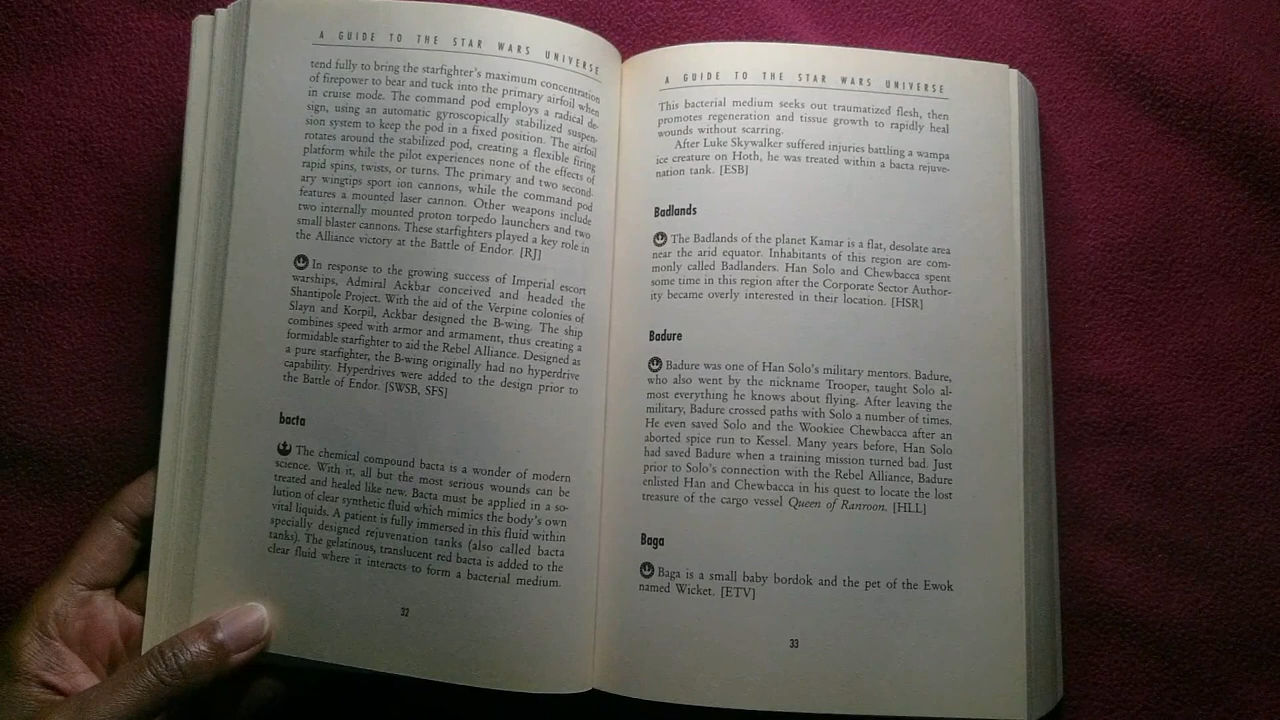 A GUIDE TO THE STAR WARS UNIVERSE
tend fully to bring the starfighter's maximum concentration
of firepower to bear and tuck into the primary airfoil when
in cruise mode. The command pod employs a radical de-
sign, using an automatic gyroscopically stabilized suspen-
sion system to keep the pod in a fixed position. The airfoil
rotates around the stabilized pod, creating a flexible firing
platform while the pilot experiences none of the effects of
rapid spins, twists, or turns. The primary and two second-
ary wingtips sport ion cannons, while the command pod
features a mounted laser cannon. Other weapons include
two internally mounted proton torpedo launchers and two
small blaster cannons. These starfighters played a key role in
the Alliance victory at the Battle of Endor. [RJ]
In response to the growing success of Imperial escort
warships, Admiral Ackbar conceived and headed the
Shantipole Project. With the aid of the Verpine colonies of
Slayn and Korpil, Ackbar designed the B-wing. The ship
combines speed with armor and armament, thus creating a
formidable starfighter to aid the Rebel Alliance. Designed as
a pure starfighter, the B-wing originally had no hyperdrive
capability. Hyperdrives were added to the design prior to
the Battle of Endor. [SWSB, SFS]
bacta
The chemical compound bacta is a wonder of modern
science. With it, all but the most serious wounds can be
treated and healed like new. Bacta must be applied in a so-
lution of clear synthetic fluid which mimics the body's own
vital liquids. A patient is fully immersed in this fluid within
specially designed rejuvenation tanks (also called bacta
tanks). The gelatinous, translucent red bacta is added to the
clear fluid where it interacts to form a bacterial medium.
32
A GUIDE TO THE STAR WARS UNIVERSE
This bacterial medium seeks out traumatized flesh, then
promotes regeneration and tissue growth to rapidly heal
wounds without scarring.
After Luke Skywalker suffered injuries battling a wampa
ice creature on Hoth, he was treated within a bacta rejuve-
nation tank. [ESB]
Badlands
The Badlands of the planet Kamar is a flat, desolate area
near the arid equator. Inhabitants of this region are com-
monly called Badlanders. Han Solo and Chewbacca spent
some time in this region after the Corporate Sector Author-
ity became overly interested in their location. [HSR]
Badure
Badure was one of Han Solo's military mentors. Badure,
who also went by the nickname Trooper, taught Solo al-
most everything he knows about flying. After leaving the
military, Badure crossed paths with Solo a number of times.
He even saved Solo and the Wookiee Chewbacca after an
aborted spice run to Kessel. Many years before, Han Solo
had saved Badure when a training mission turned bad. Just
prior to Solo's connection with the Rebel Alliance, Badure
enlisted Han and Chewbacca in his quest to locate the lost
treasure of the cargo vessel Queen of Ranroon. [HLL]
Baga
Baga is a small baby bordok and the pet of the Ewok
named Wicket. [ETV]
33